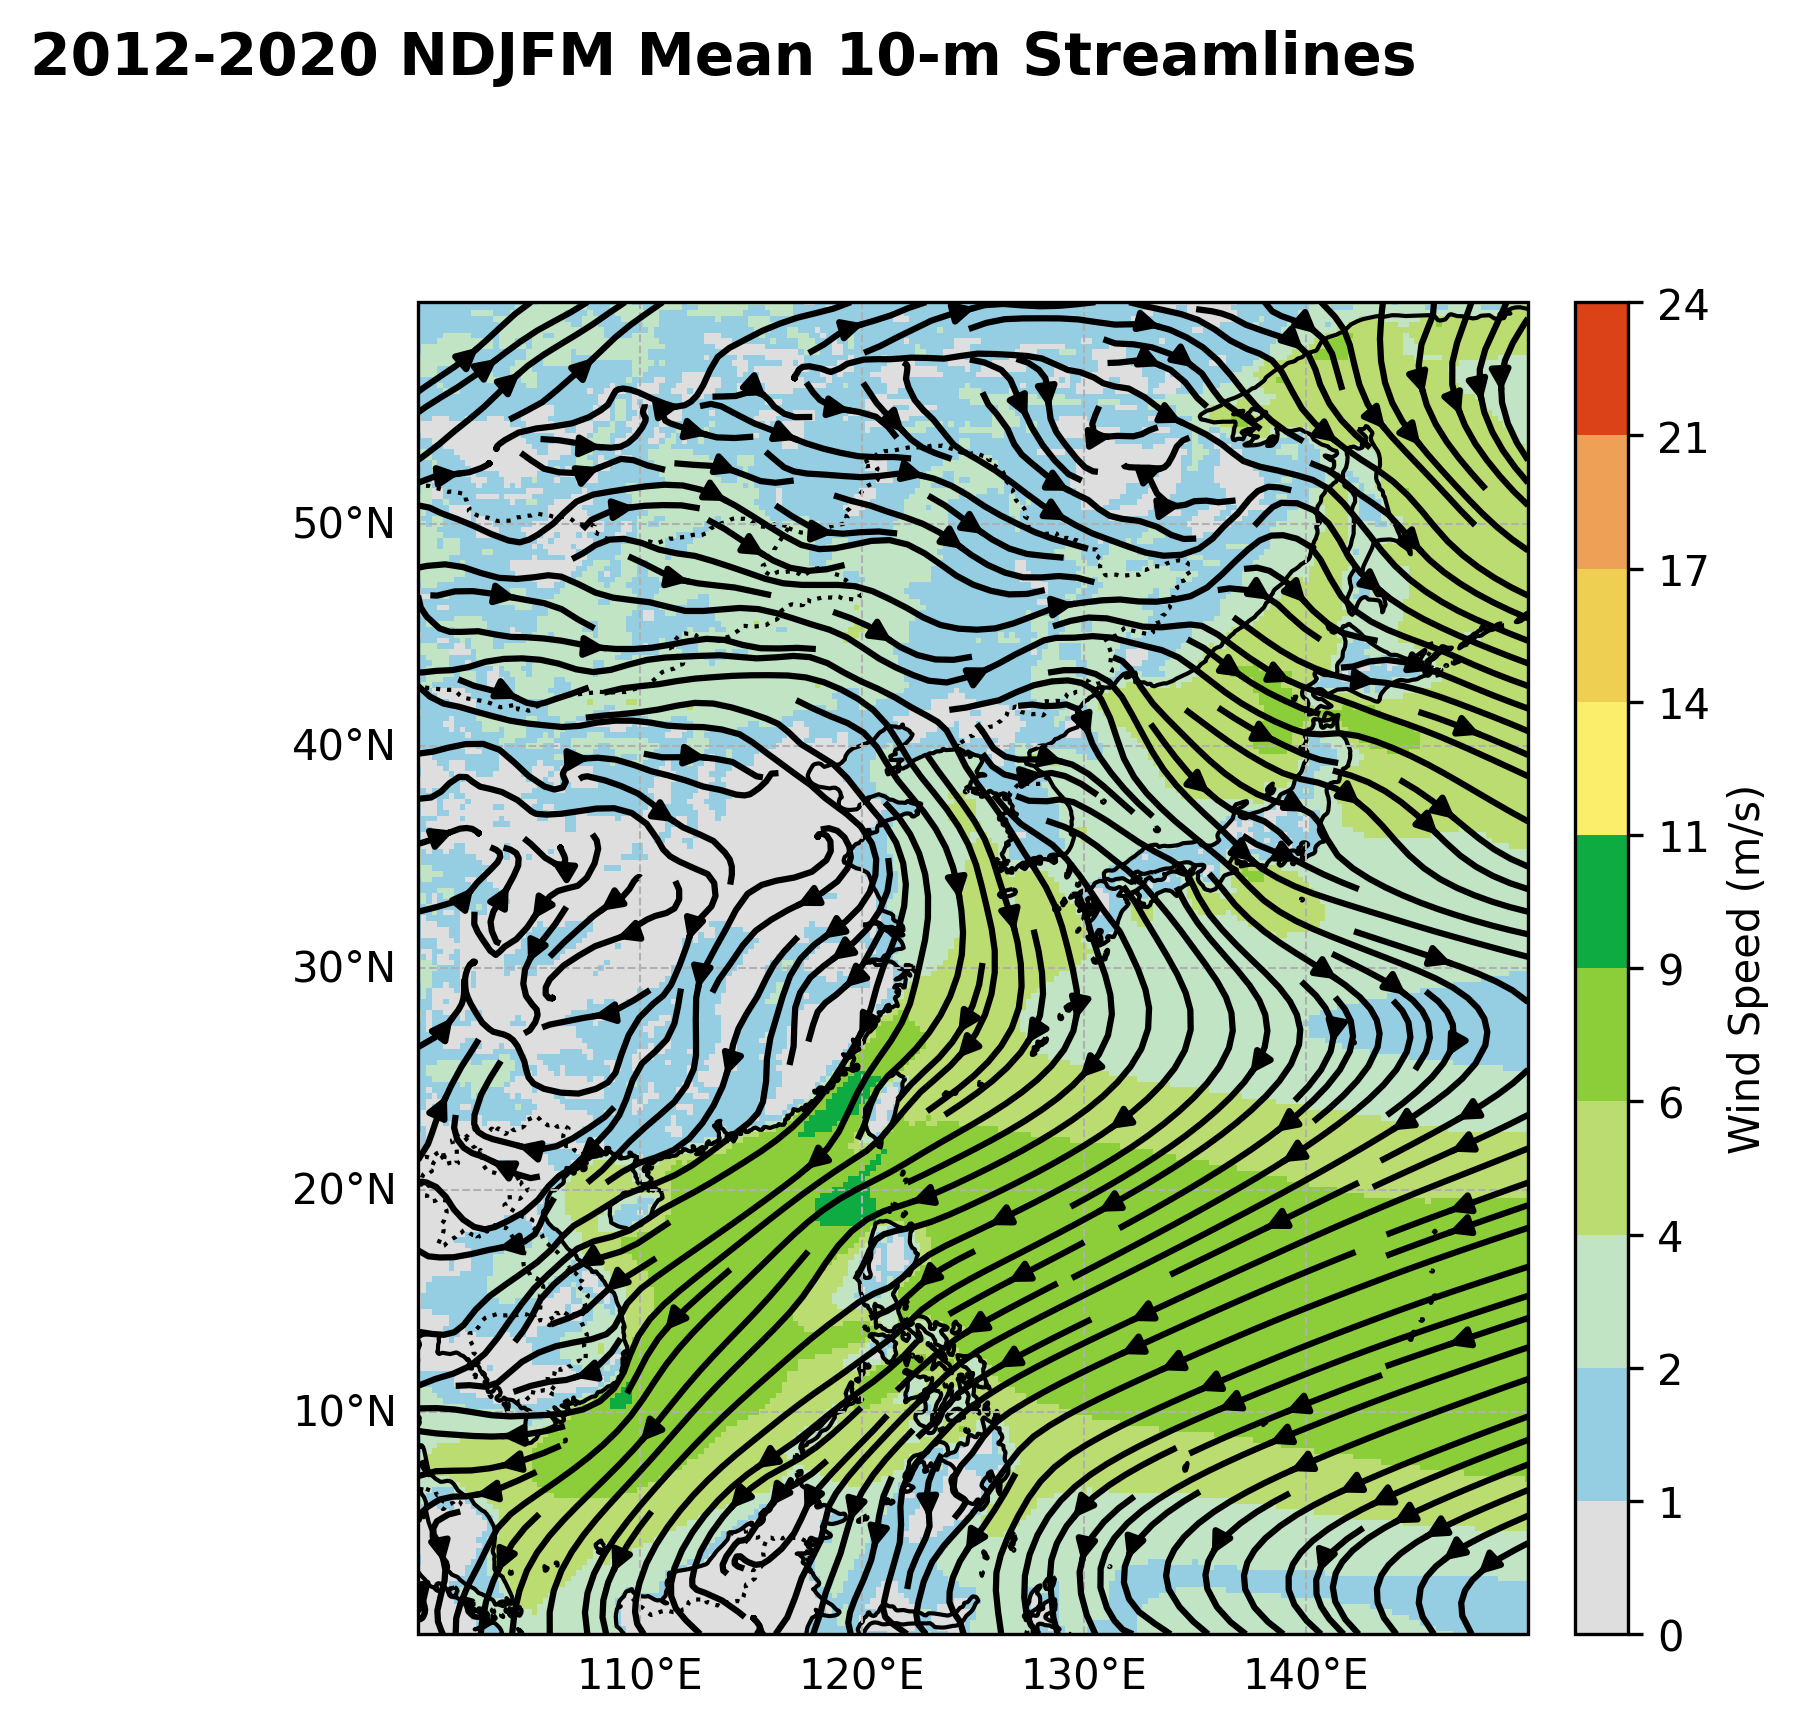 2012-2020 NDJFM Mean 10-m Streamlines
50°N
40°N
30°N
20°N
10°N
110°E
120°E
130°E
140°E
24
21
17
14
11
9
6
4
2
1
0
Wind Speed (m/s)